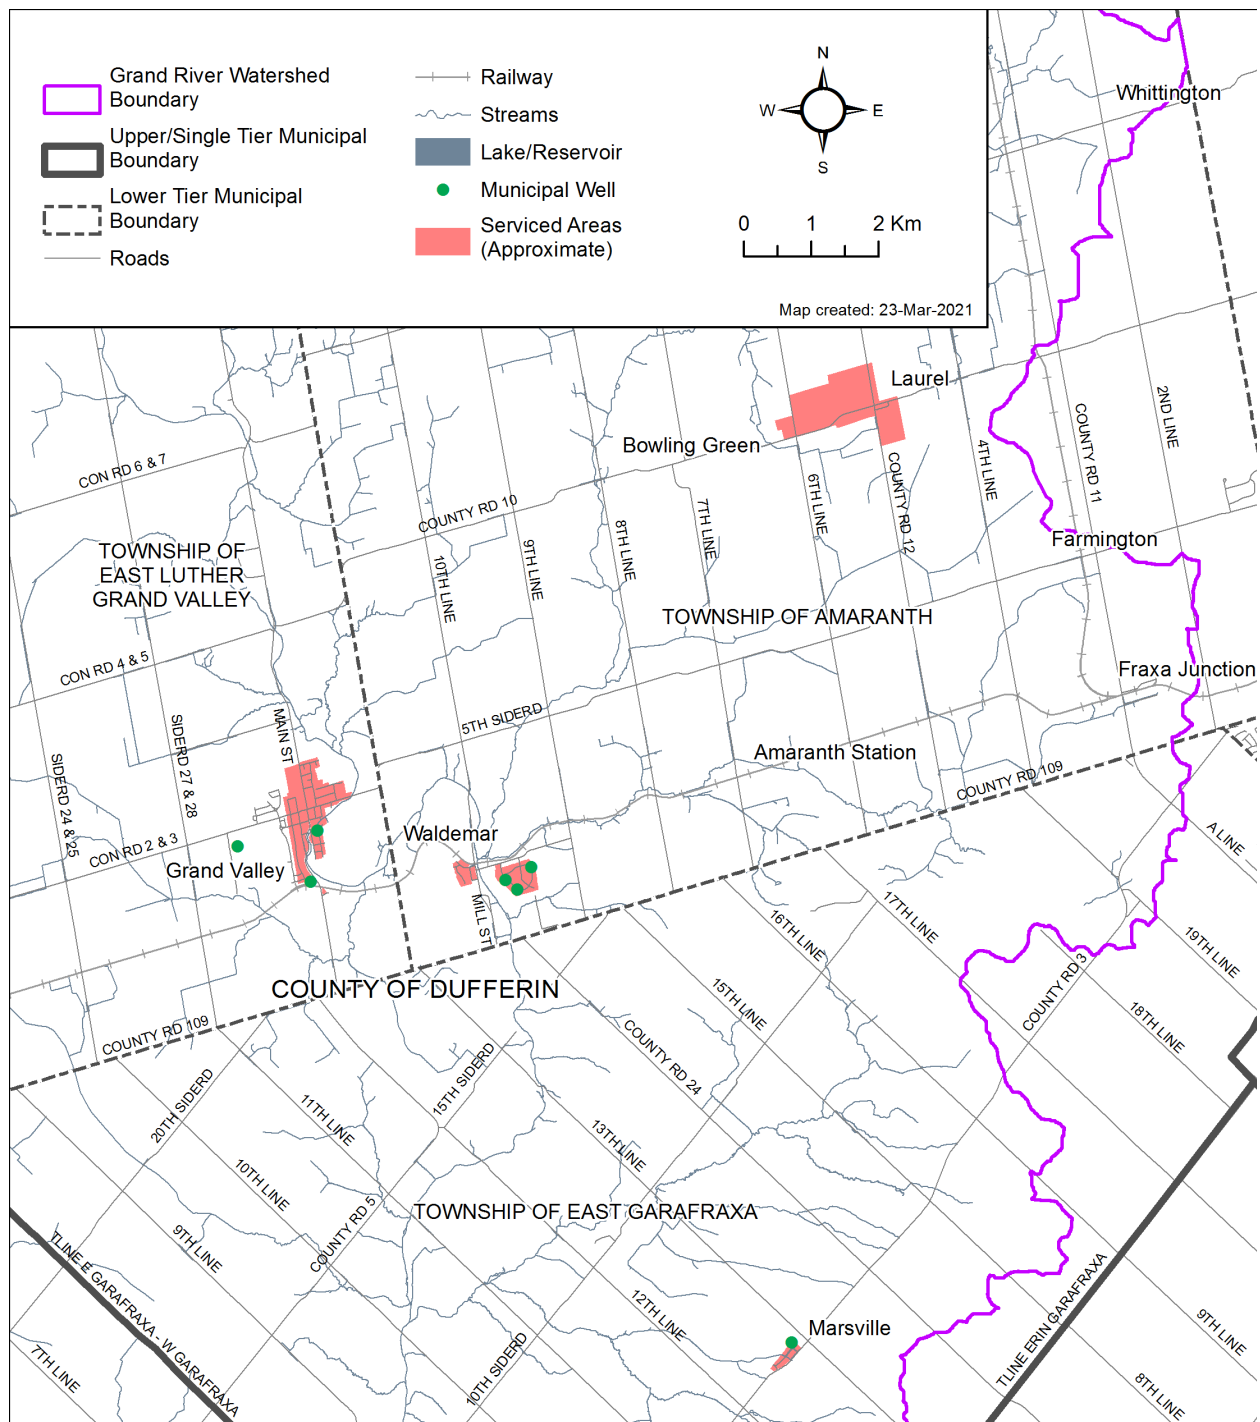 Grand River Watershed
Boundary
Upper/Single Tier Municipal
Boundary
Lower Tier Municipal
Boundary
Roads
Railway
Streams
Lake/Reservoir
Municipal Well
Serviced Areas
(Approximate)
N
W
E
S
0 1 2 Km
Map created: 23-Mar-2021
Whittington
Laurel
Bowling Green
2ND LINE
COUNTY RD 11
4TH LINE
CON RD 6 & 7
COUNTY RD 10
6TH LINE
COUNTY RD 12
7TH LINE
8TH LINE
9TH LINE
10TH LINE
Farmington
TOWNSHIP OF
EAST LUTHER
GRAND VALLEY
TOWNSHIP OF AMARANTH
CON RD 4 & 5
Fraxa Junction
5TH SIDERD
MAIN ST
SIDERD 27 & 28
SIDERD 24 & 25
Amaranth Station
COUNTY RD 109
A LINE
Waldemar
CON RD 2 & 3
Grand Valley
MILL ST
16TH LINE
17TH LINE
19TH LINE
COUNTY OF DUFFERIN
15TH LINE
COUNTY RD 3
18TH LINE
COUNTY RD 109
COUNTY RD 24
15TH SIDERD
20TH SIDERD
11TH LINE
13TH LINE
10TH LINE
TOWNSHIP OF EAST GARAFRAXA
COUNTY RD 5
9TH LINE
TLINE E GARAFRAXA - W GARAFRAXA
12TH LINE
Marsville
TLINE ERIN GARAFRAXA
9TH LINE
10TH SIDERD
7TH LINE
8TH LINE